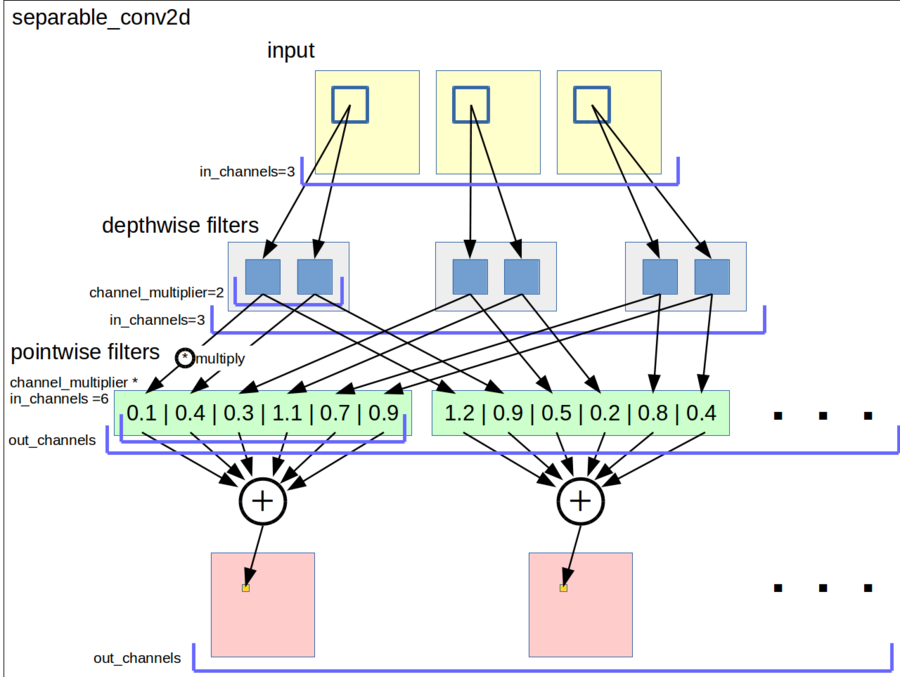 separable_conv2d
input
in_channels=3
depthwise filters
channel_multiplier=2
in_channels=3
pointwise filters
* multiply
channel_multiplier *
in_channels =6
0.1 | 0.4 | 0.3 | 1.1 | 0.7 | 0.9
1.2 | 0.9 | 0.5 | 0.2 | 0.8 | 0.4
. . .
out_channels
+
+
. . .
out_channels